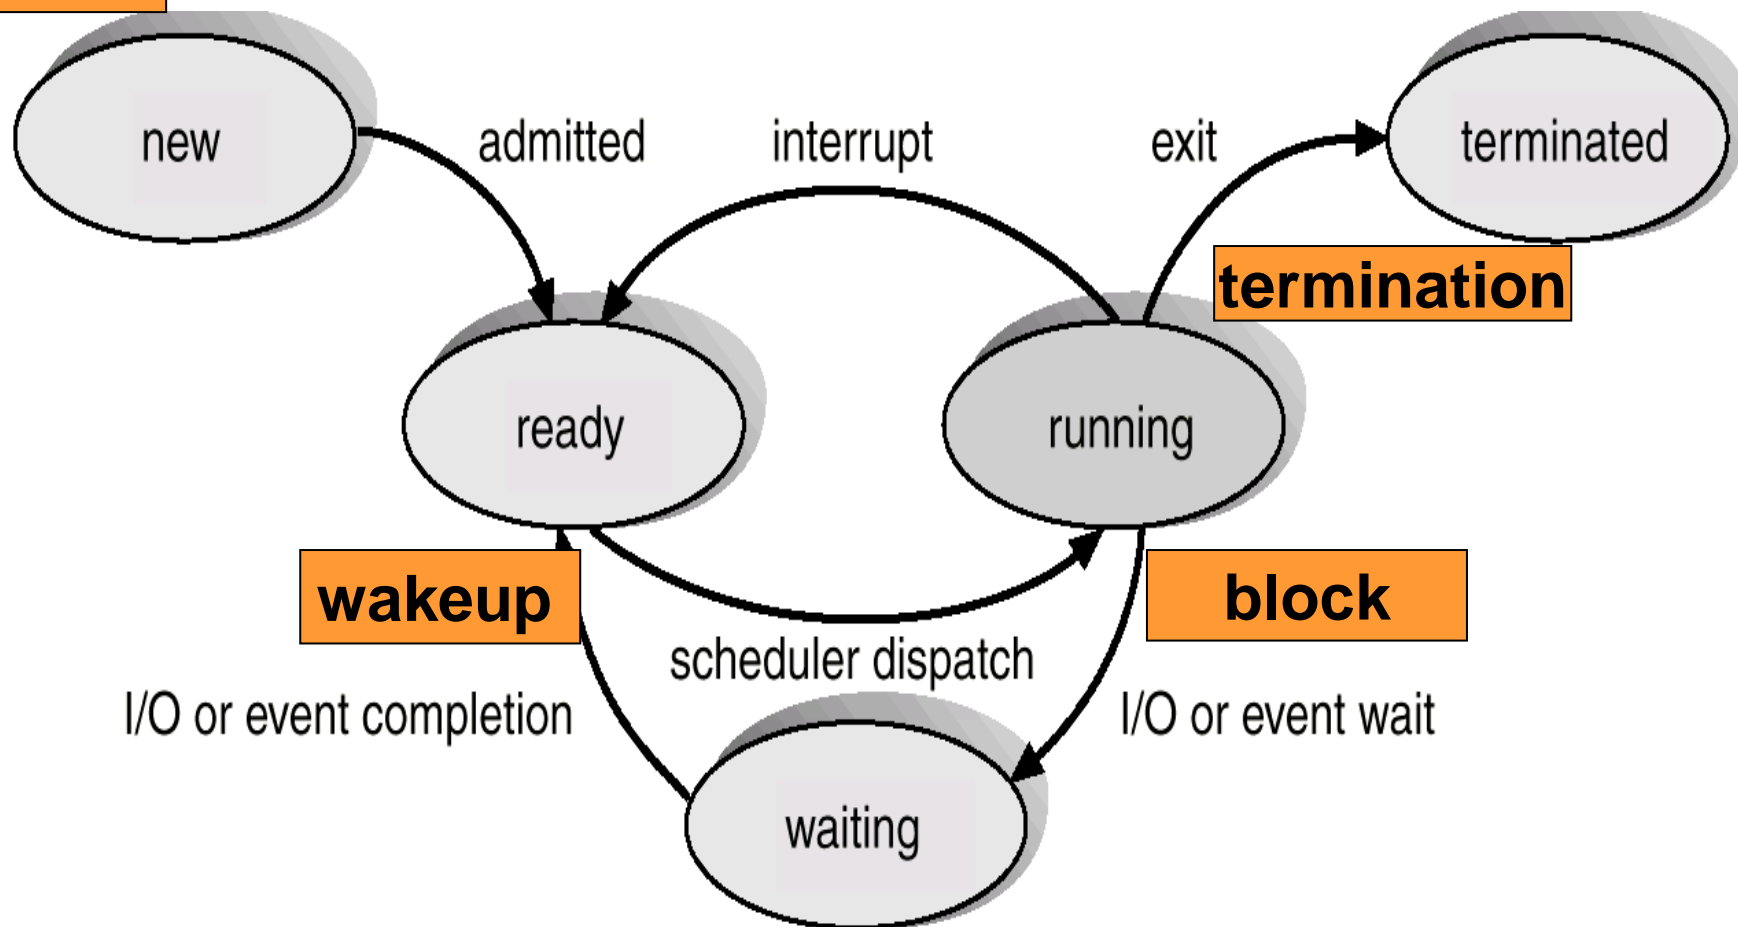 new
admitted
interrupt
exit
terminated
termination
ready
running
wakeup
block
scheduler dispatch
I/O or event completion
I/O or event wait
waiting